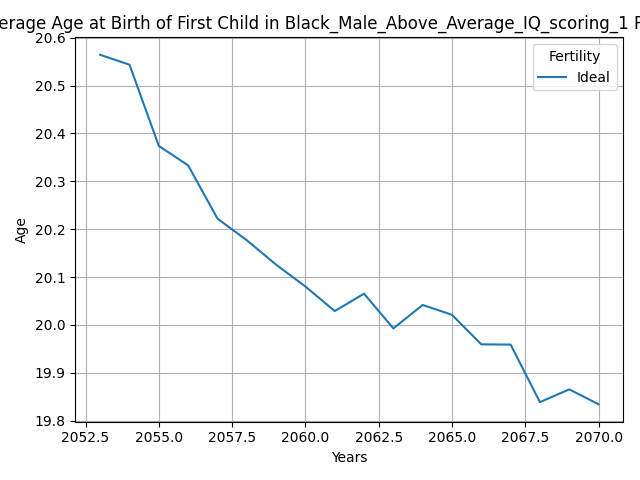 Average Age at Birth of First Child in Black_Male_Above_Average_IQ_scoring_1
20.6
20.5
20.4
20.3
20.2
20.1
20.0
19.9
19.8
Age
Fertility
Ideal
2052.5 2055.0 2057.5 2060.0 2062.5 2065.0 2067.5 2070.0
Years